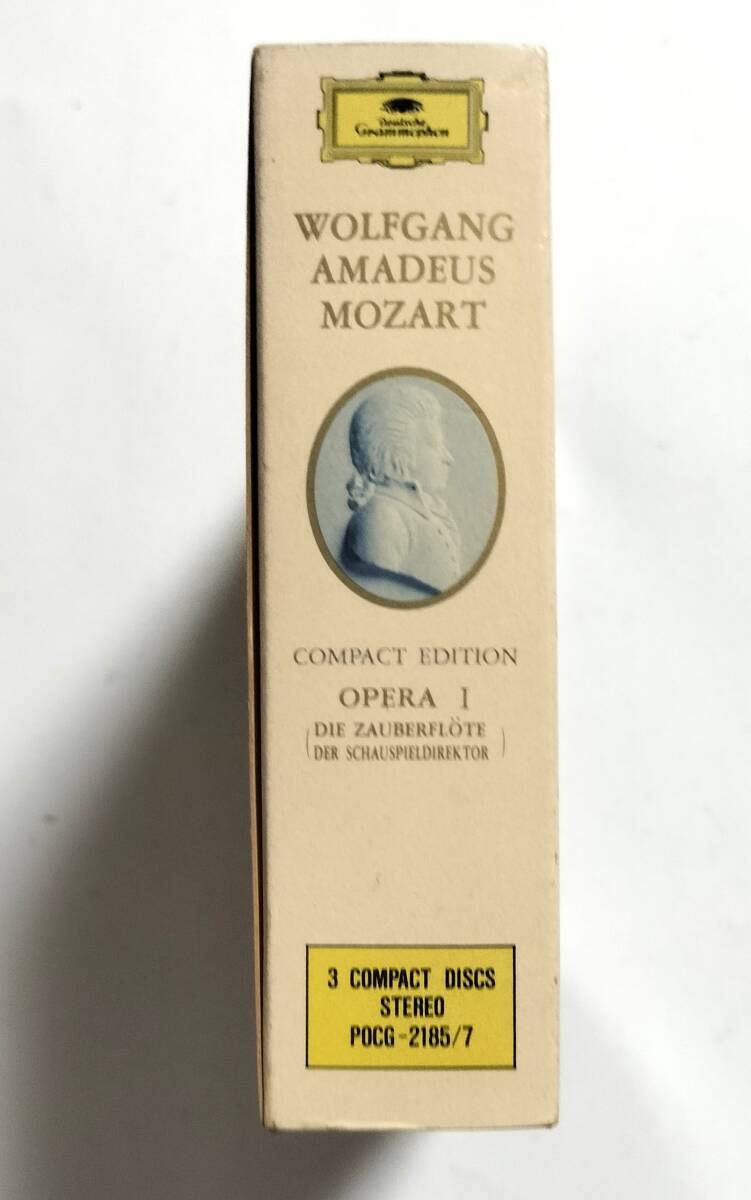 Deutsche
Grammophon
WOLFGANG
AMADEUS
MOZART
COMPACT EDITION
OPERA I
(DIE ZAUBERFLÖTE
DER SCHAUSPIELDIREKTOR)
3 COMPACT DISCS
STEREO
POCG-2185/7